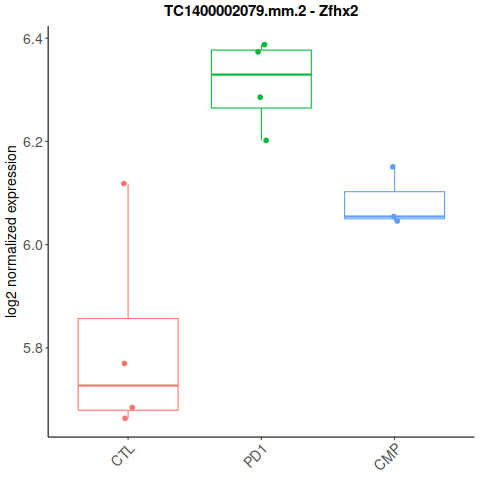 TC1400002079.mm.2 - Zfhx2
log2 normalized expression
6.4
6.2
6.0
5.8
CTL
PD1
CMP